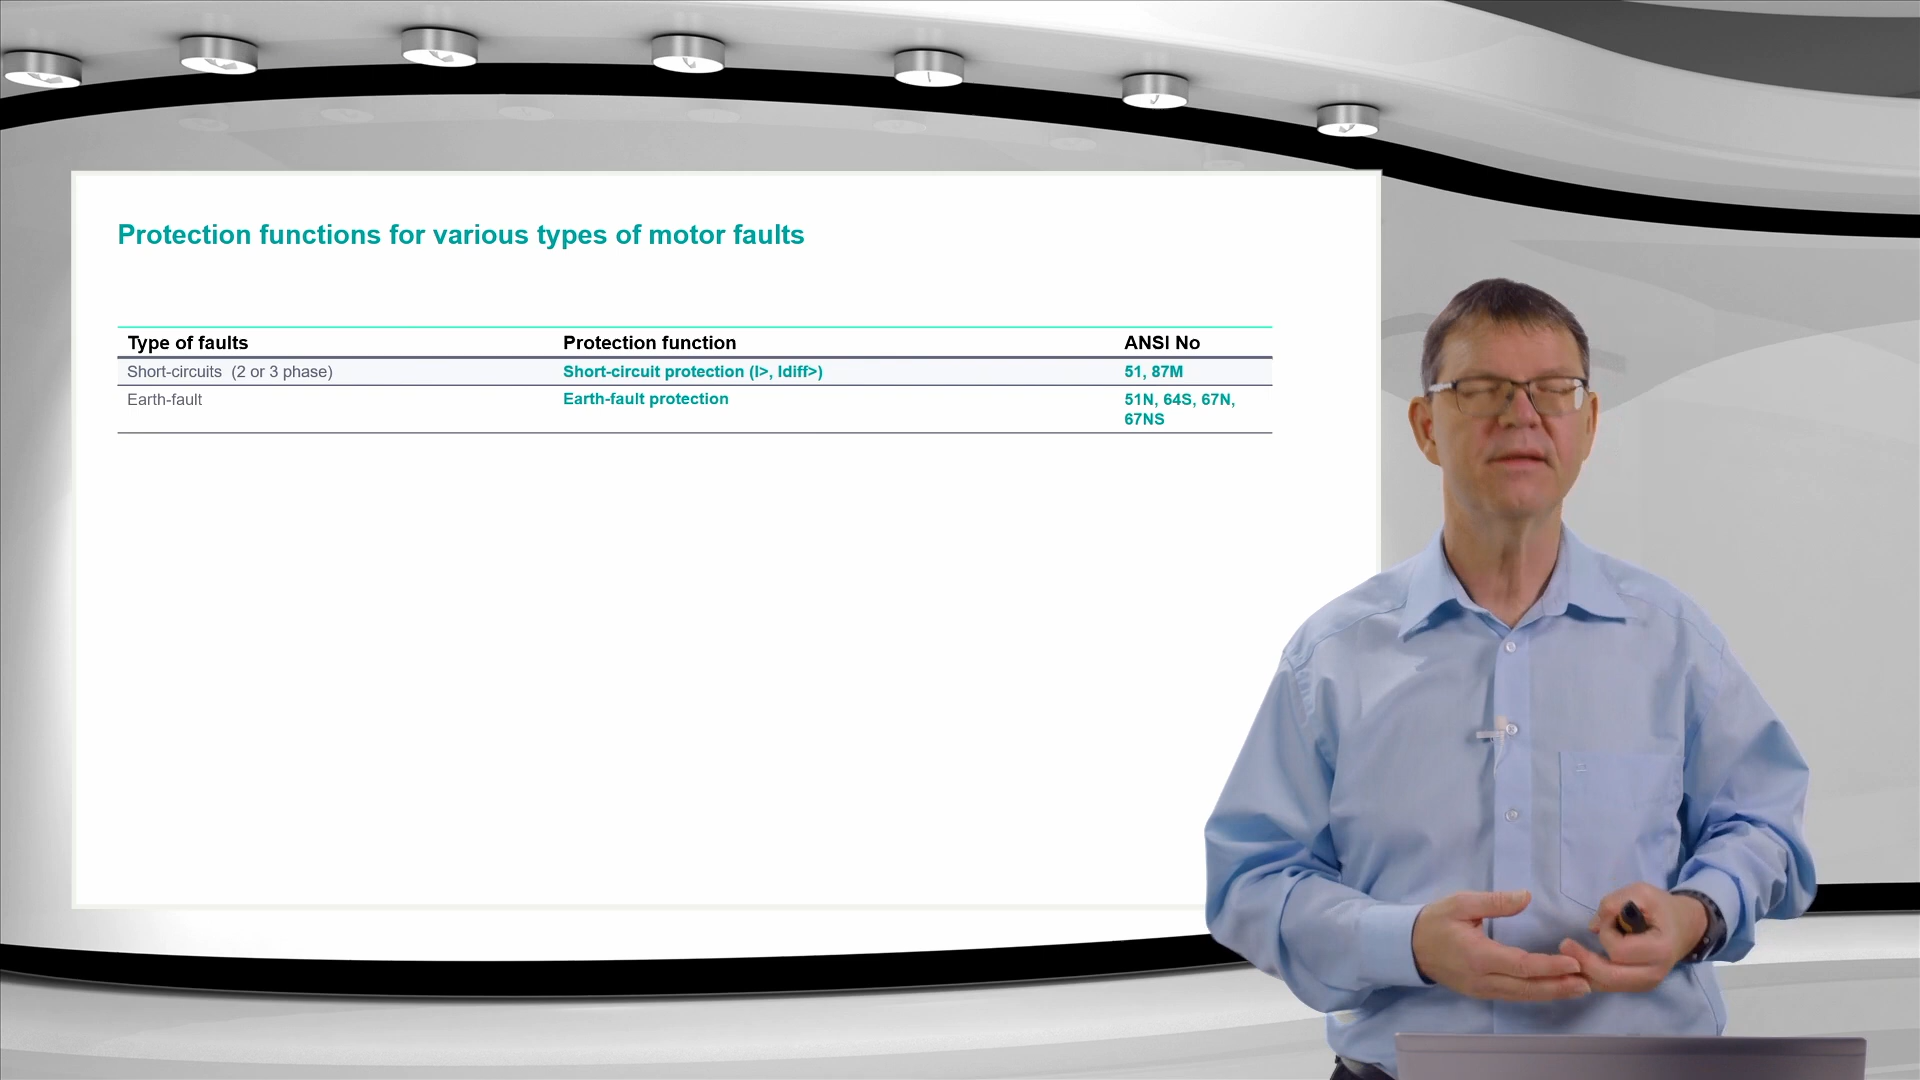 Protection functions for various types of motor faults
Type of faults Protection function ANSI No
Short-circuits (2 or 3 phase) Short-circuit protection (I>, Idiff>) 51, 87M
Earth-fault Earth-fault protection 51N, 64S, 67N,
67NS